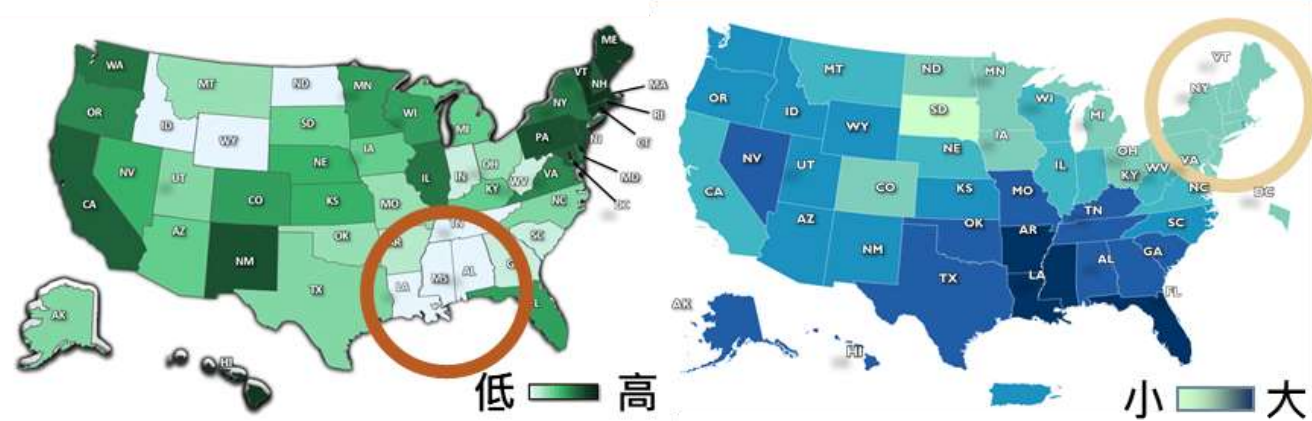 ME
WA
VT
NH
MT
ND
MN
MA
OR
NY
RI
ID
SD
WI
MI
CT
WY
PA
NJ
IA
NE
NV
UT
IL
IN
OH
MD
CO
KS
MO
KY
WV
VA
DC
CA
NC
AZ
NM
OK
AR
TN
SC
TX
LA
MS
AL
AK
HI
低
高
VT
MT
ND
MN
OR
ID
SD
WI
NY
MI
WY
IA
NE
OH
NV
UT
IL
WV
VA
CA
CO
KS
MO
KY
NC
DC
AZ
NM
OK
AR
TN
SC
TX
LA
AL
GA
FL
AK
HI
小
大